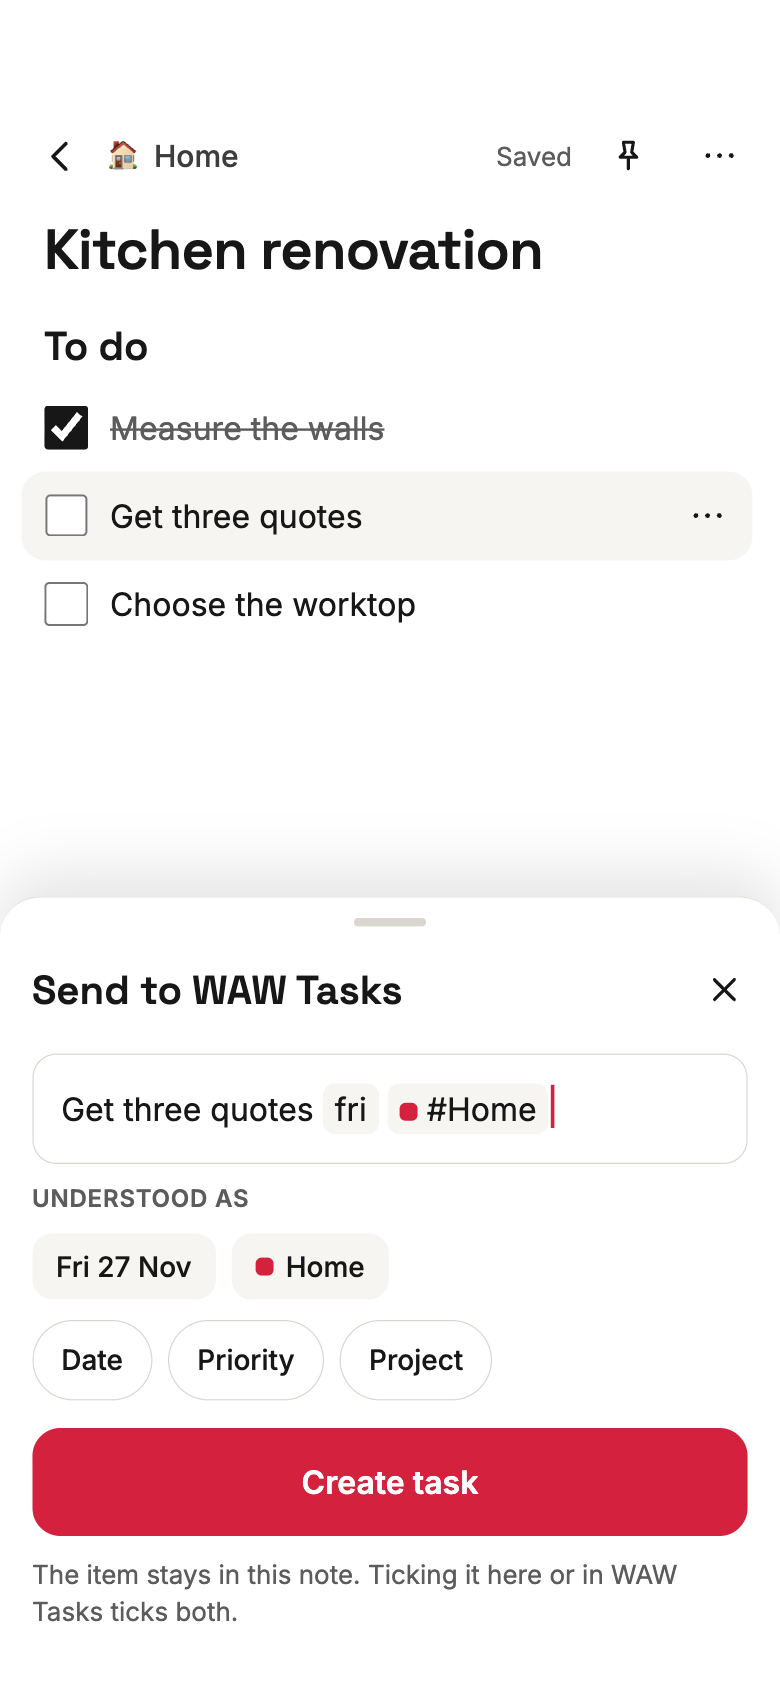 Home
Saved
Kitchen renovation
To do
Measure the walls
Get three quotes
Choose the worktop
Send to WAW Tasks
Get three quotes fri #Home
UNDERSTOOD AS
Fri 27 Nov Home
Date Priority Project
Create task
The item stays in this note. Ticking it here or in WAW
Tasks ticks both.